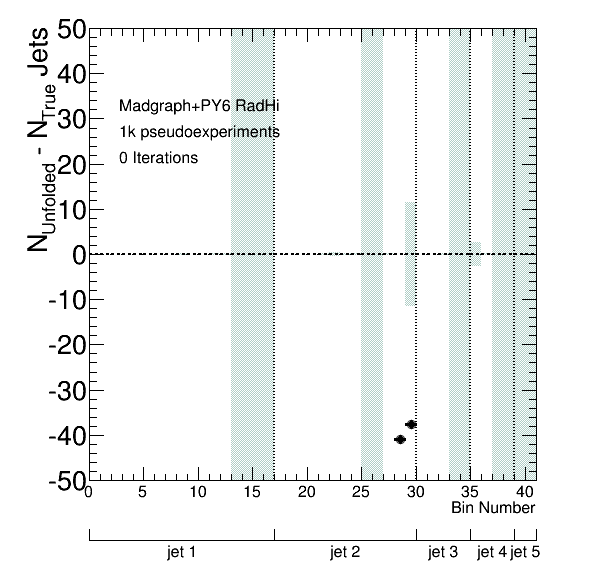 N_Unfolded - N_True Jets
50
40
30
20
10
0
-10
-20
-30
-40
-50
Madgraph+PY6 RadHi
1k pseudoexperiments
0 Iterations
0 5 10 15 20 25 30 35 40
Bin Number
jet 1 jet 2 jet 3 jet 4 jet 5